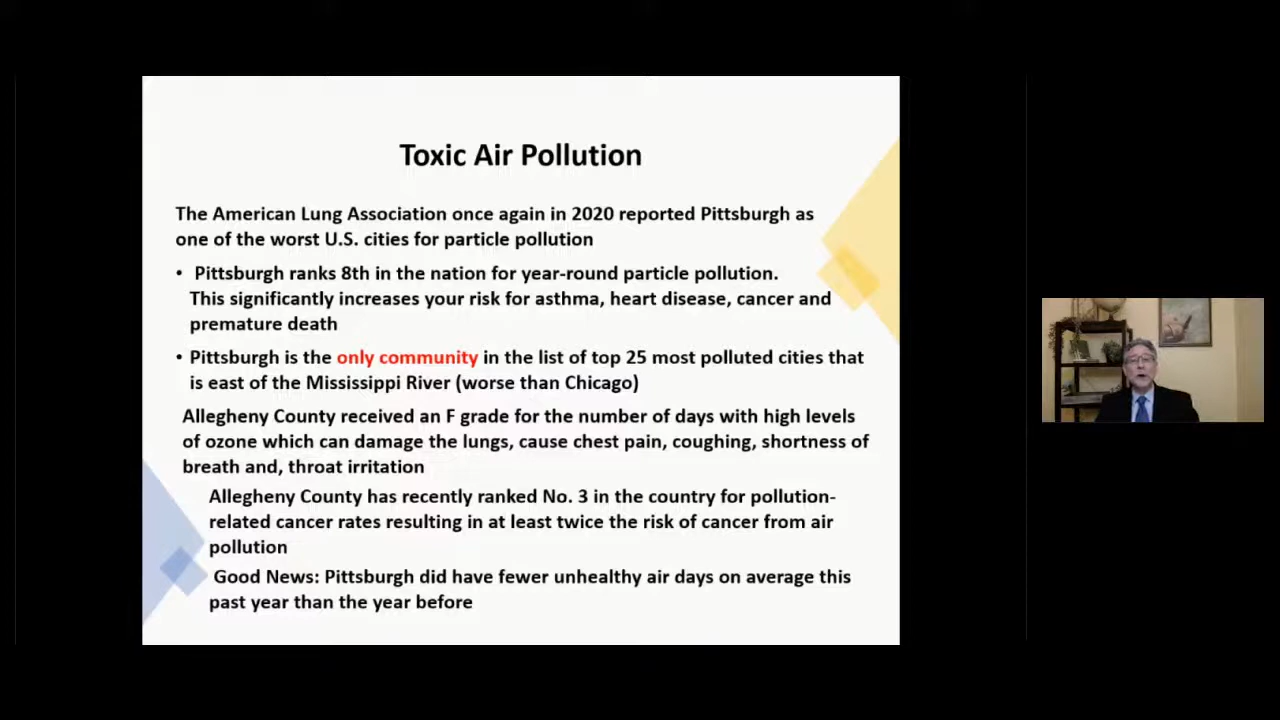 Toxic Air Pollution
The American Lung Association once again in 2020 reported Pittsburgh as
one of the worst U.S. cities for particle pollution
• Pittsburgh ranks 8th in the nation for year-round particle pollution.
This significantly increases your risk for asthma, heart disease, cancer and
premature death
• Pittsburgh is the only community in the list of top 25 most polluted cities that
is east of the Mississippi River (worse than Chicago)
Allegheny County received an F grade for the number of days with high levels
of ozone which can damage the lungs, cause chest pain, coughing, shortness of
breath and, throat irritation
Allegheny County has recently ranked No. 3 in the country for pollution-
related cancer rates resulting in at least twice the risk of cancer from air
pollution
Good News: Pittsburgh did have fewer unhealthy air days on average this
past year than the year before